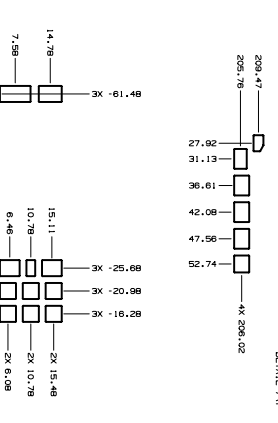 7.58
14.78
3X -61.48
209.47
205.76
27.92
31.13
36.61
42.08
47.56
52.74
4X 206.02
6.46
10.78
15.11
3X -25.68
3X -20.98
3X -16.28
2X 6.08
2X 10.78
2X 15.48